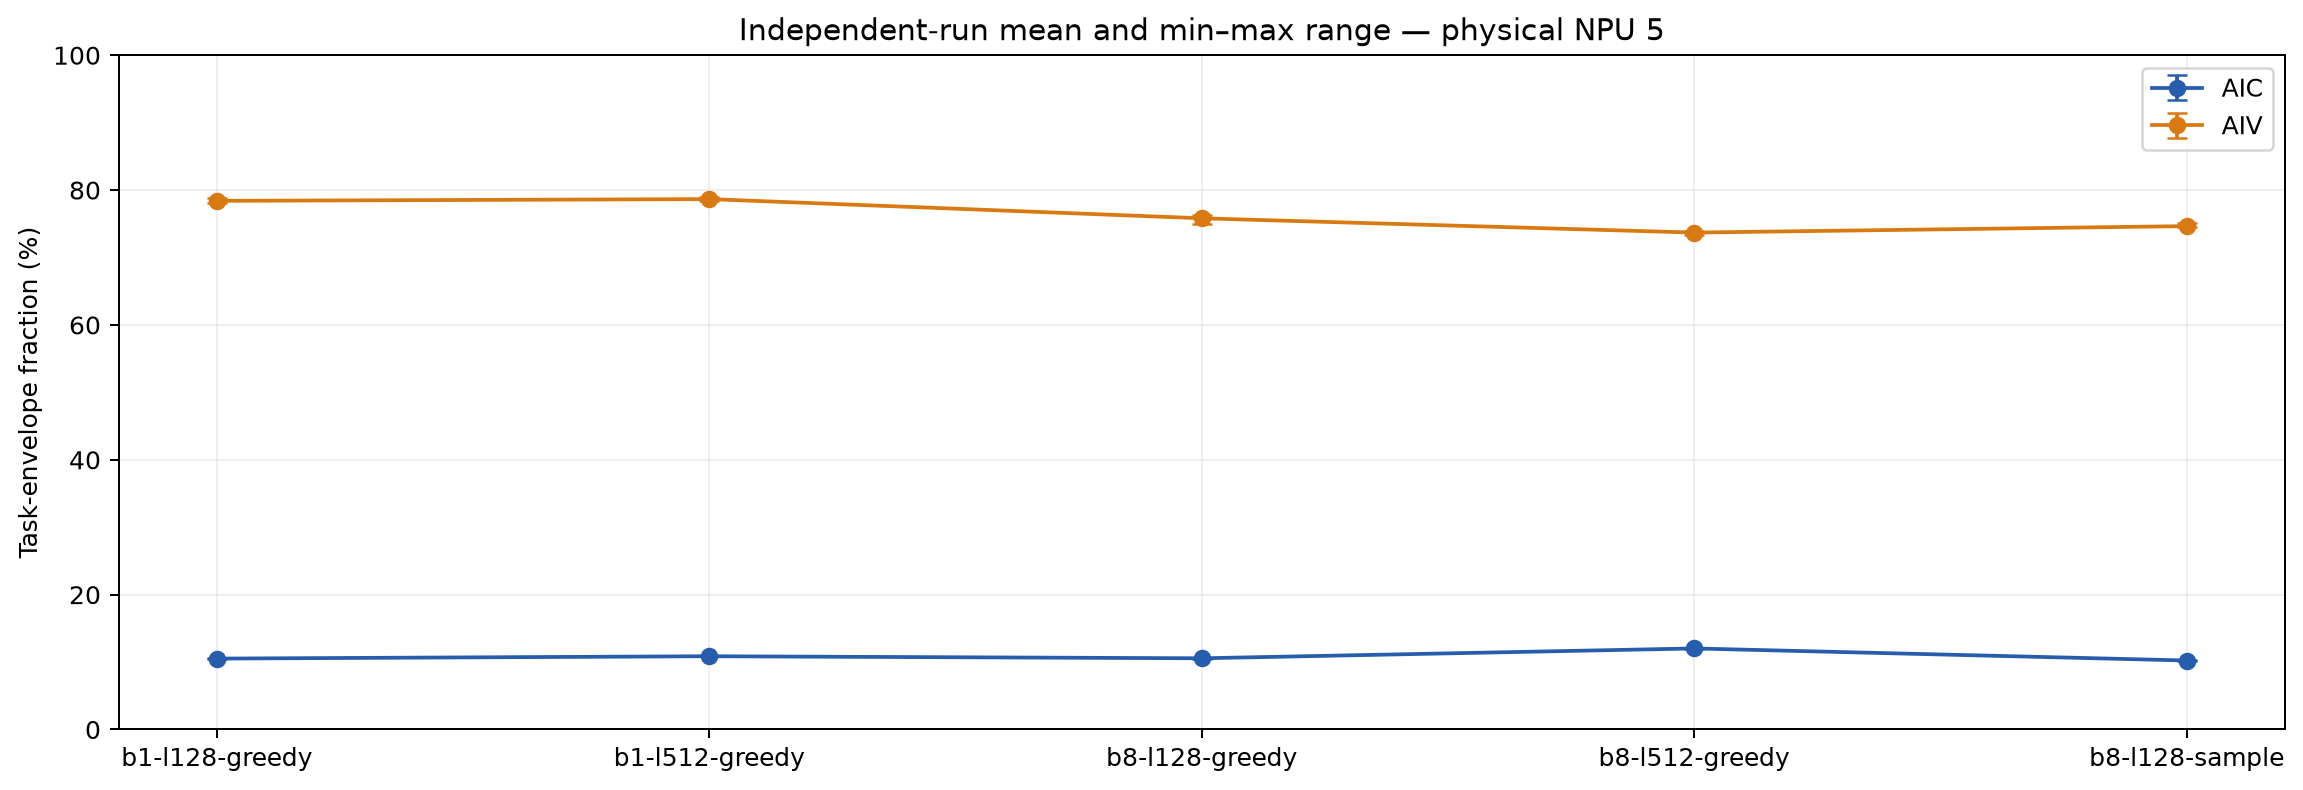 Independent-run mean and min–max range — physical NPU 5
AIC
AIV
Task-envelope fraction (%)
100
80
60
40
20
0
b1-l128-greedy
b1-l512-greedy
b8-l128-greedy
b8-l512-greedy
b8-l128-sample